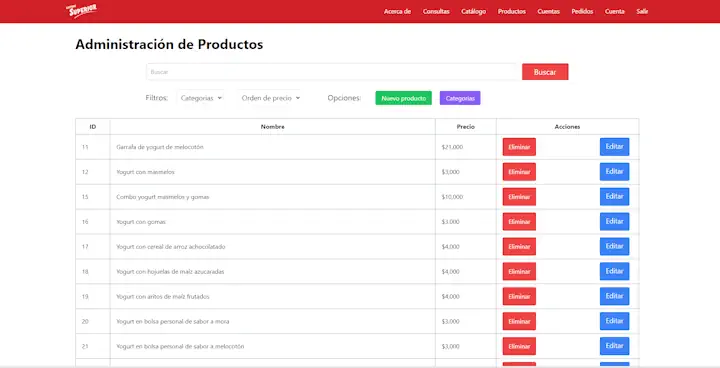 SUPERIOR
Acerca de Consultas Catálogo Productos Cuentas Pedidos Cuenta Salir
Administración de Productos
Buscar Buscar
Filtros: Categorias Orden de precio Opciones: Nuevo producto Categorias
ID Nombre Precio Acciones
11 Garrafa de yogurt de melocotón $21,000 Eliminar Editar
12 Yogurt con masmelos $3,000 Eliminar Editar
15 Combo yogurt masmelos y gomas $10,000 Eliminar Editar
16 Yogurt con gomas $3,000 Eliminar Editar
17 Yogurt con cereal de arroz achocolatado $4,000 Eliminar Editar
18 Yogurt con hojuelas de maíz azucaradas $4,000 Eliminar Editar
19 Yogurt con aritos de maíz frutados $4,000 Eliminar Editar
20 Yogurt en bolsa personal de sabor a mora $3,000 Eliminar Editar
21 Yogurt en bolsa personal de sabor a melocotón $3,000 Eliminar Editar